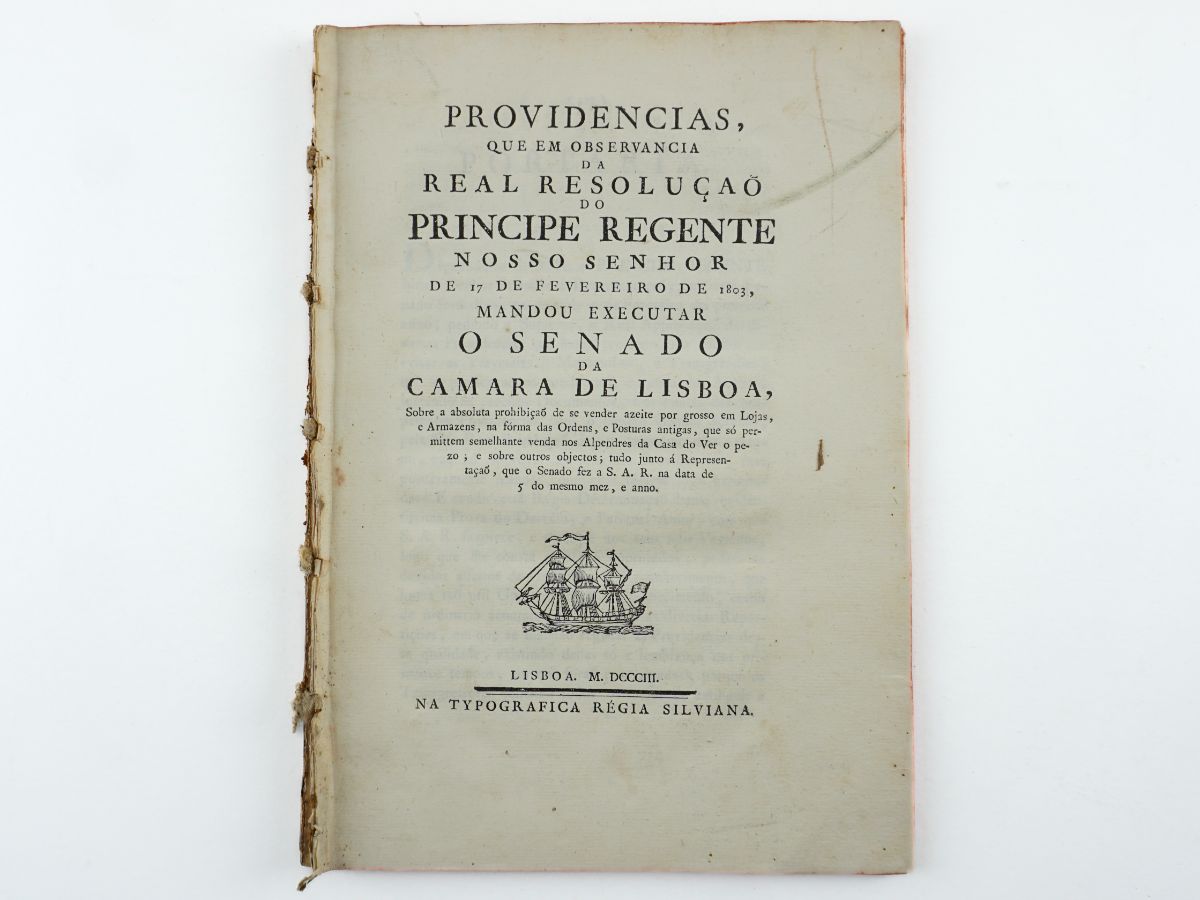 PROVIDENCIAS,
QUE EM OBSERVANCIA
DA
REAL RESOLUÇAÕ
DO
PRINCIPE REGENTE
NOSSO SENHOR
DE 17 DE FEVEREIRO DE 1803,
MANDOU EXECUTAR
O SENADO
DA
CAMARA DE LISBOA,
Sobre a absoluta prohibiçaõ de se vender azeite por grosso em Lojas,
e Armazens, na fórma das Ordens, e Posturas antigas, que só per-
mittem semelhante venda nos Alpendres da Casa do Ver o pe-
zo; e sobre outros objectos; tudo junto á Represen-
taçaõ, que o Senado fez a S. A. R. na data de
5 do mesmo mez, e anno.
LISBOA. M. DCCCIII.
NA TYPOGRAFICA RÉGIA SILVIANA.